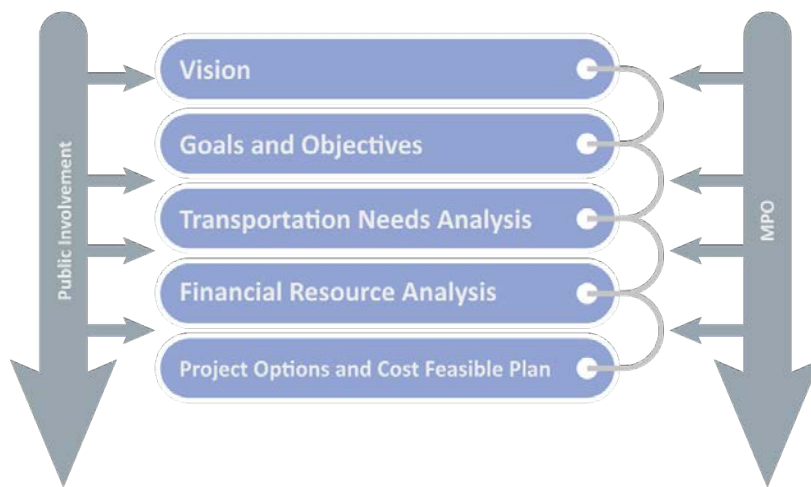 Vision
Goals and Objectives
Transportation Needs Analysis
Financial Resource Analysis
Project Options and Cost Feasible Plan
Public Involvement
MPO